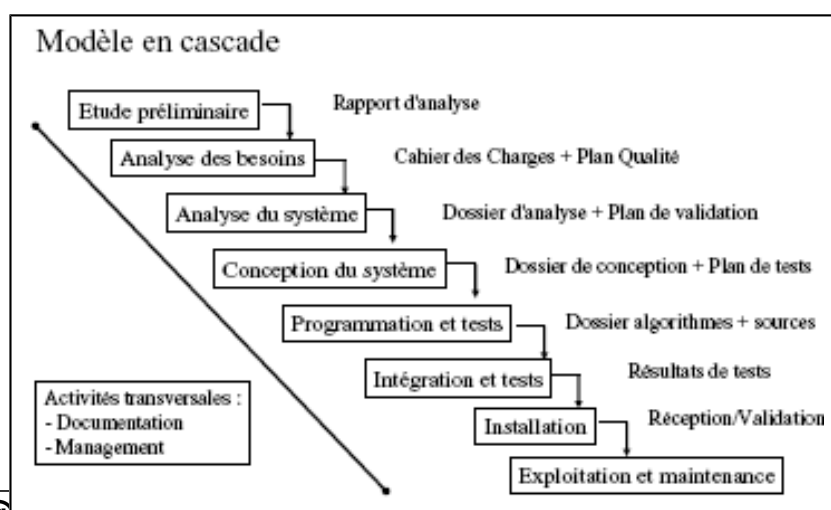 Modèle en cascade
Etude préliminaire
Rapport d'analyse
Analyse des besoins
Cahier des Charges + Plan Qualité
Analyse du système
Dossier d'analyse + Plan de validation
Conception du système
Dossier de conception + Plan de tests
Programmation et tests
Dossier algorithmes + sources
Intégration et tests
Résultats de tests
Installation
Réception/Validation
Exploitation et maintenance
Activités transversales :
- Documentation
- Management